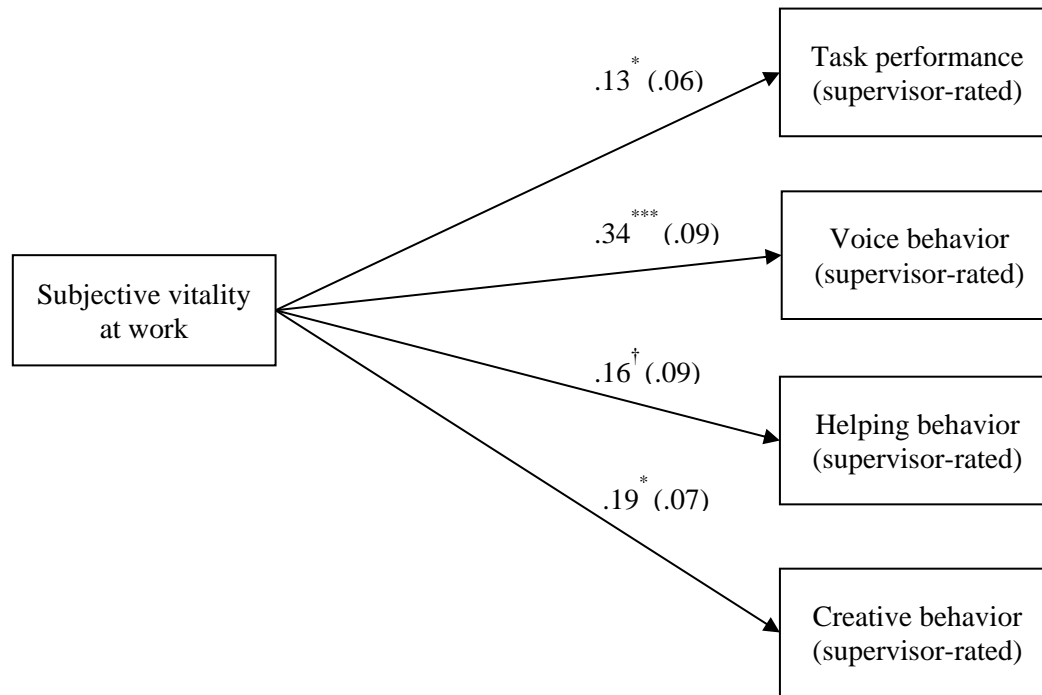 Task performance
(supervisor-rated)
.13* (.06)
.34*** (.09)
Voice behavior
(supervisor-rated)
Subjective vitality
at work
.16† (.09)
Helping behavior
(supervisor-rated)
.19* (.07)
Creative behavior
(supervisor-rated)